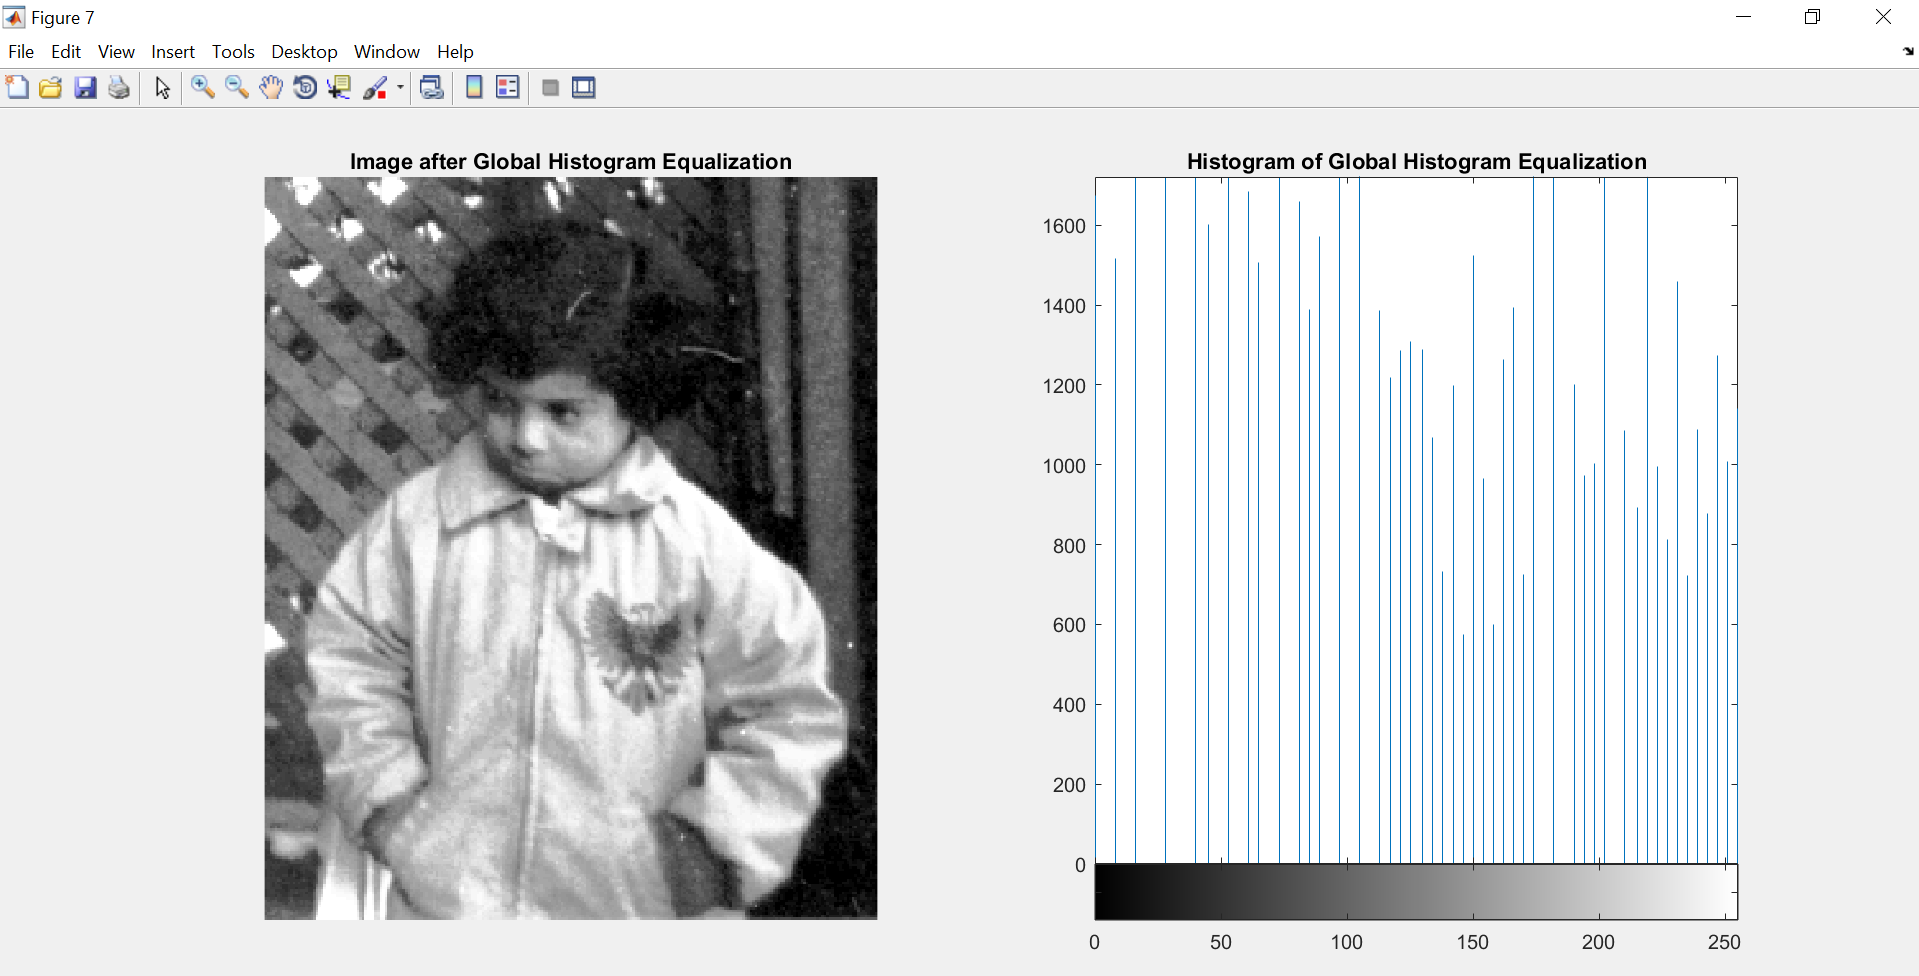 Figure 7
File Edit View Insert Tools Desktop Window Help
Image after Global Histogram Equalization
Histogram of Global Histogram Equalization
1600
1400
1200
1000
800
600
400
200
0
0 50 100 150 200 250